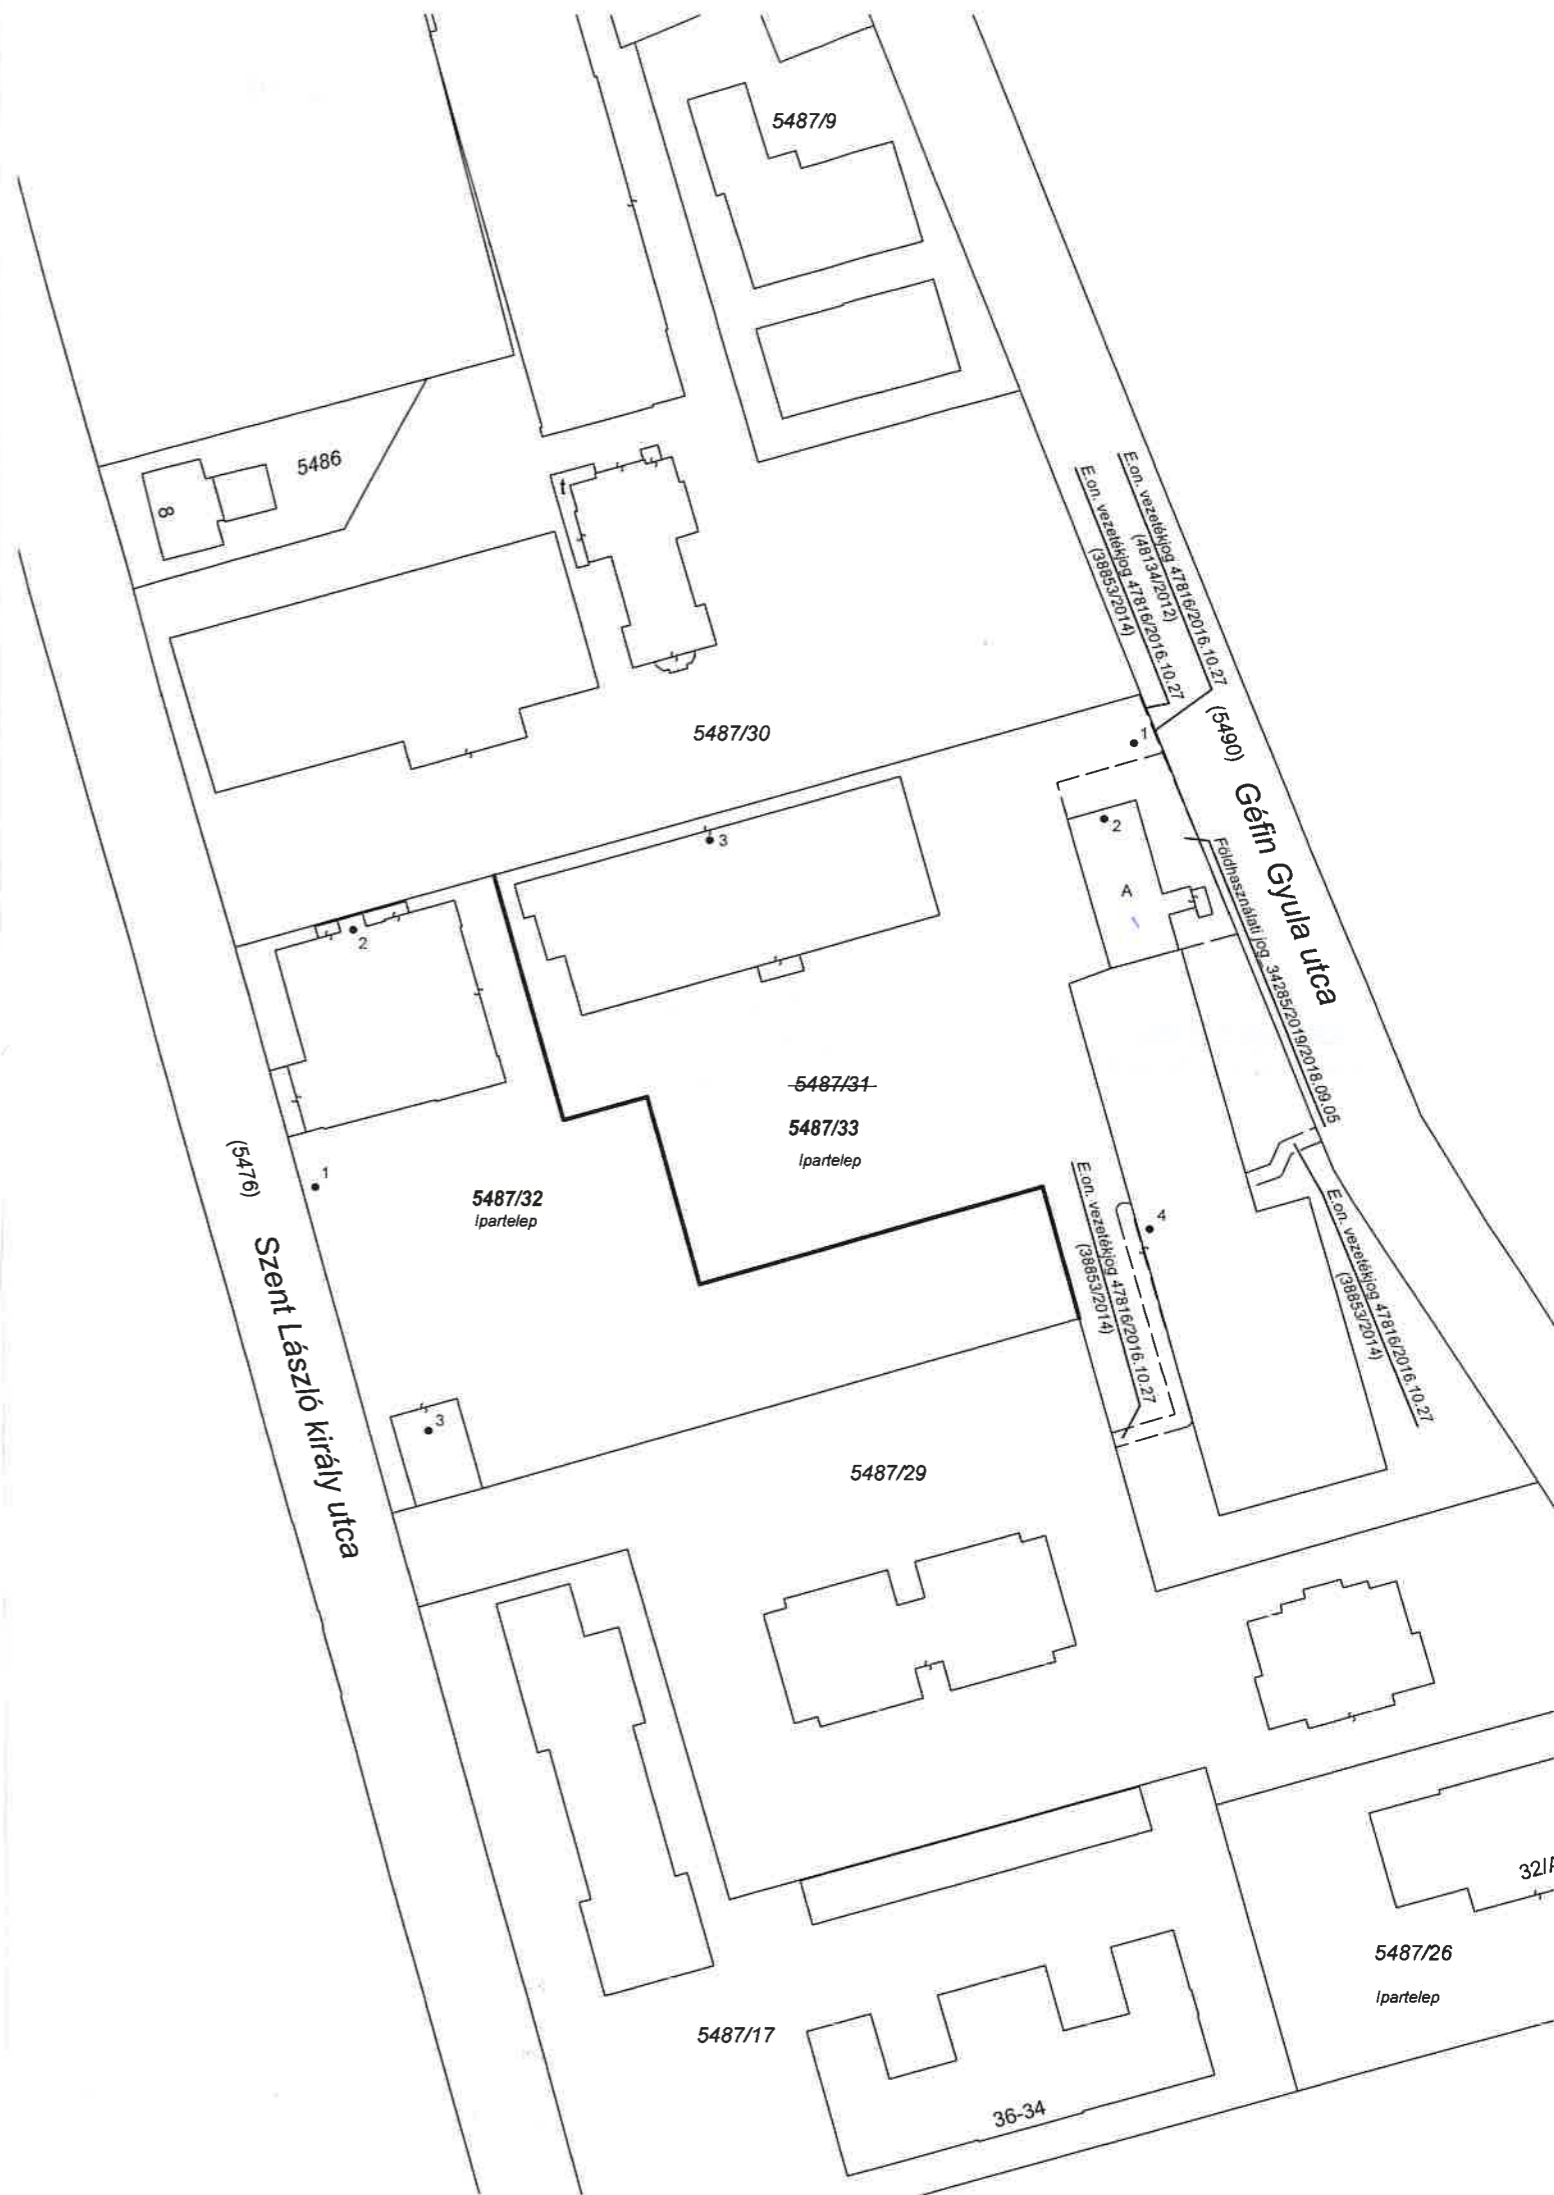 5487/9
5486
8
t
E.on. vezetékjog 47816/2016.10.27
(48134/2012)
E.on. vezetékjog 47816/2016.10.27
(38853/2014)
5487/30
1
(5490) Géfin Gyula utca
2
3
A
Földhasználati jog 34285/2019/2018.09.05
2
5487/31
5487/33
Ipartelep
(5476) Szent László király utca
1
5487/32
Ipartelep
E.on. vezetékjog 47816/2016.10.27
(38853/2014)
4
E.on. vezetékjog 47816/2016.10.27
(38853/2014)
3
5487/29
5487/26
Ipartelep
5487/17
36-34